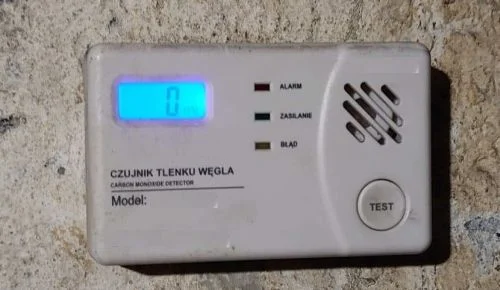 0
ALARM
ZASILANIE
BŁĄD
CZUJNIK TLENKU WĘGLA
CARBON MONOXIDE DETECTOR
Model:
TEST